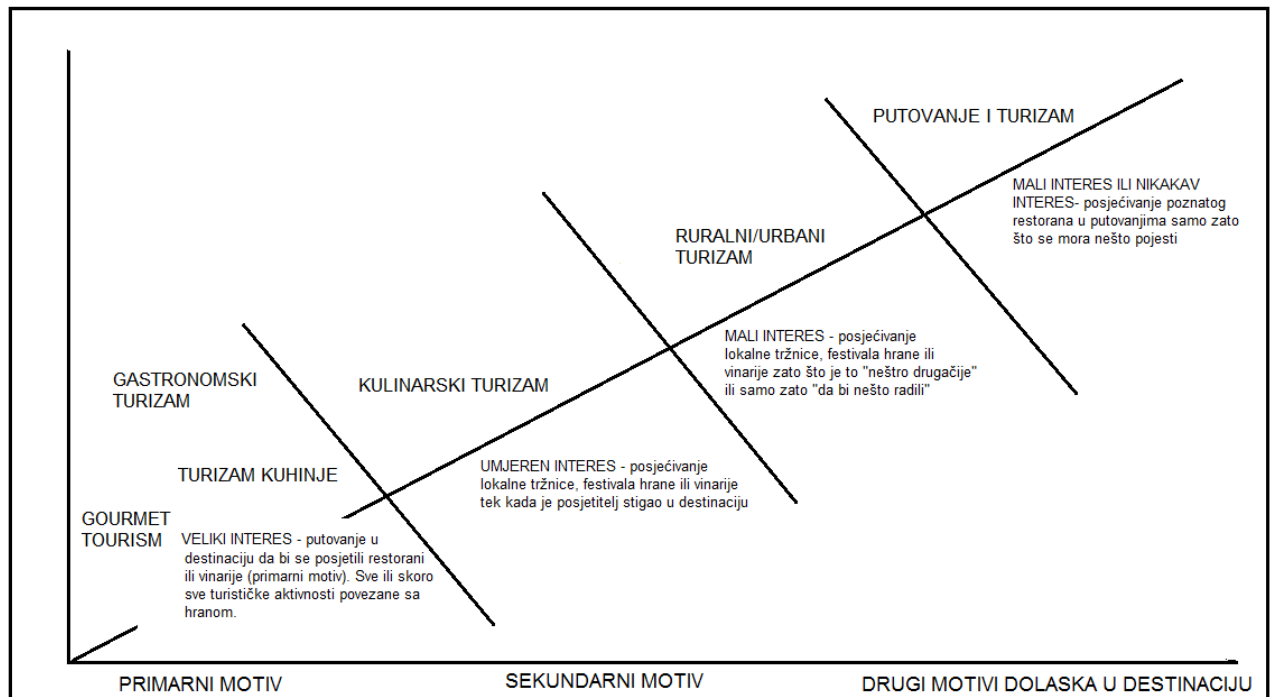 PUTOVANJE I TURIZAM
MALI INTERES ILI NIKAKAV
INTERES- posjećivanje poznatog
restorana u putovanjima samo zato
što se mora nešto pojesti
RURALNI/URBANI
TURIZAM
MALI INTERES - posjećivanje
lokalne tržnice, festivala hrane ili
vinarije zato što je to "neštro drugačije"
ili samo zato "da bi nešto radili"
GASTRONOMSKI
TURIZAM
KULINARSKI TURIZAM
UMJEREN INTERES - posjećivanje
lokalne tržnice, festivala hrane ili vinarije
tek kada je posjetitelj stigao u destinaciju
TURIZAM KUHINJE
GOURMET
TOURISM
VELIKI INTERES - putovanje u
destinaciju da bi se posjetili restorani
ili vinarije (primarni motiv). Sve ili skoro
sve turističke aktivnosti povezane sa
hranom.
PRIMARNI MOTIV
SEKUNDARNI MOTIV
DRUGI MOTIVI DOLASKA U DESTINACIJU